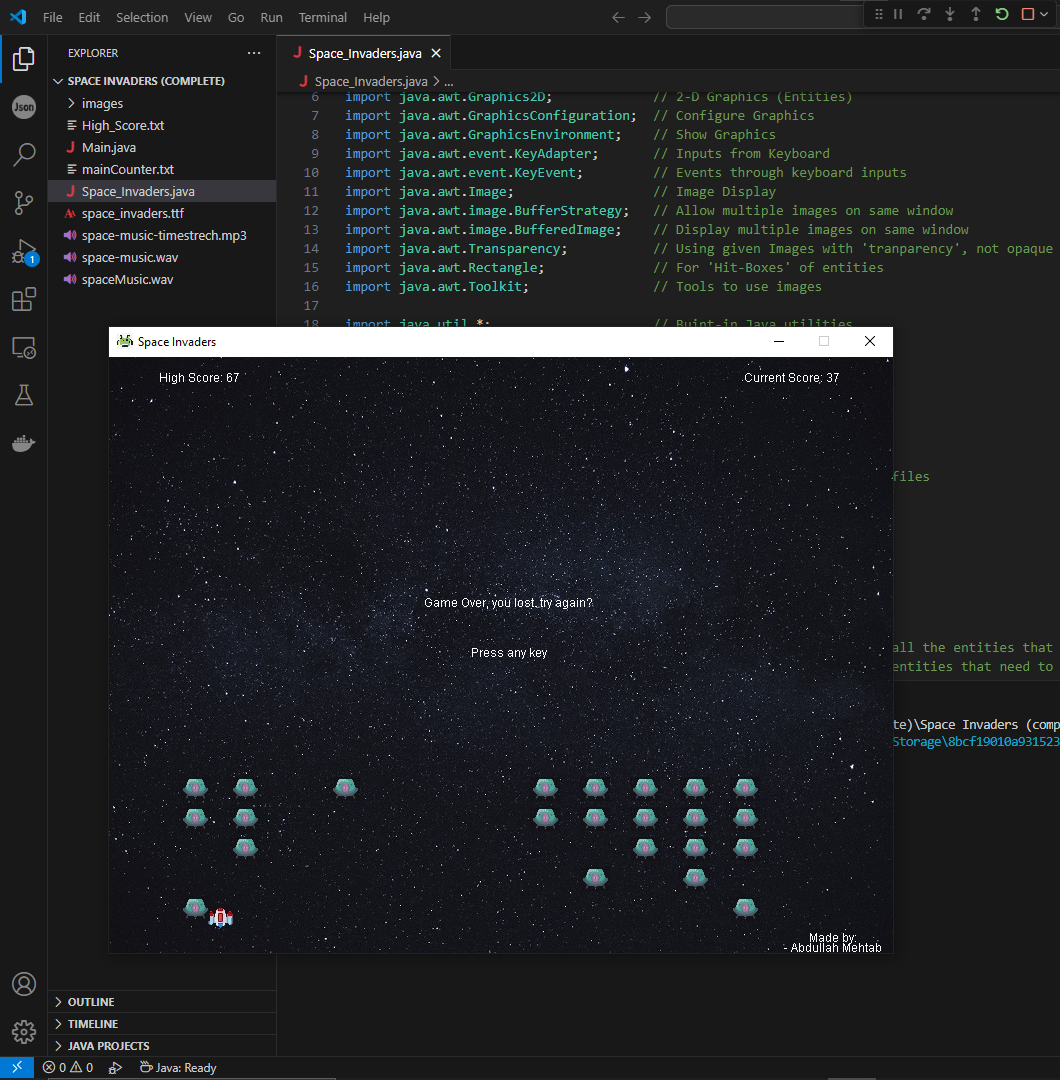 File Edit Selection View Go Run Terminal Help
EXPLORER
SPACE INVADERS (COMPLETE)
images
High_Score.txt
Main.java
mainCounter.txt
Space_Invaders.java
space_invaders.ttf
space-music-timestrech.mp3
space-music.wav
spaceMusic.wav
Json
1
Space_Invaders.java
Space_Invaders.java > ...
6 import java.awt.Graphics2D; // 2-D Graphics (Entities)
7 import java.awt.GraphicsConfiguration; // Configure Graphics
8 import java.awt.GraphicsEnvironment; // Show Graphics
9 import java.awt.event.KeyAdapter; // Inputs from Keyboard
10 import java.awt.event.KeyEvent; // Events through keyboard inputs
11 import java.awt.Image; // Image Display
12 import java.awt.image.BufferStrategy; // Allow multiple images on same window
13 import java.awt.image.BufferedImage; // Display multiple images on same window
14 import java.awt.Transparency; // Using given Images with 'tranparency', not opaque
15 import java.awt.Rectangle; // For 'Hit-Boxes' of entities
16 import java.awt.Toolkit; // Tools to use images
17
18 import java.util.*; // Buint-in Java utilities
Space Invaders
High Score: 67
Current Score: 37
Game Over, you lost, try again?
Press any key
Made by:
- Abdullah Mehtab
files
all the entities that
entities that need to
te)\Space Invaders (comp
Storage\8bcf19010a931523
OUTLINE
TIMELINE
JAVA PROJECTS
0 0 Java: Ready